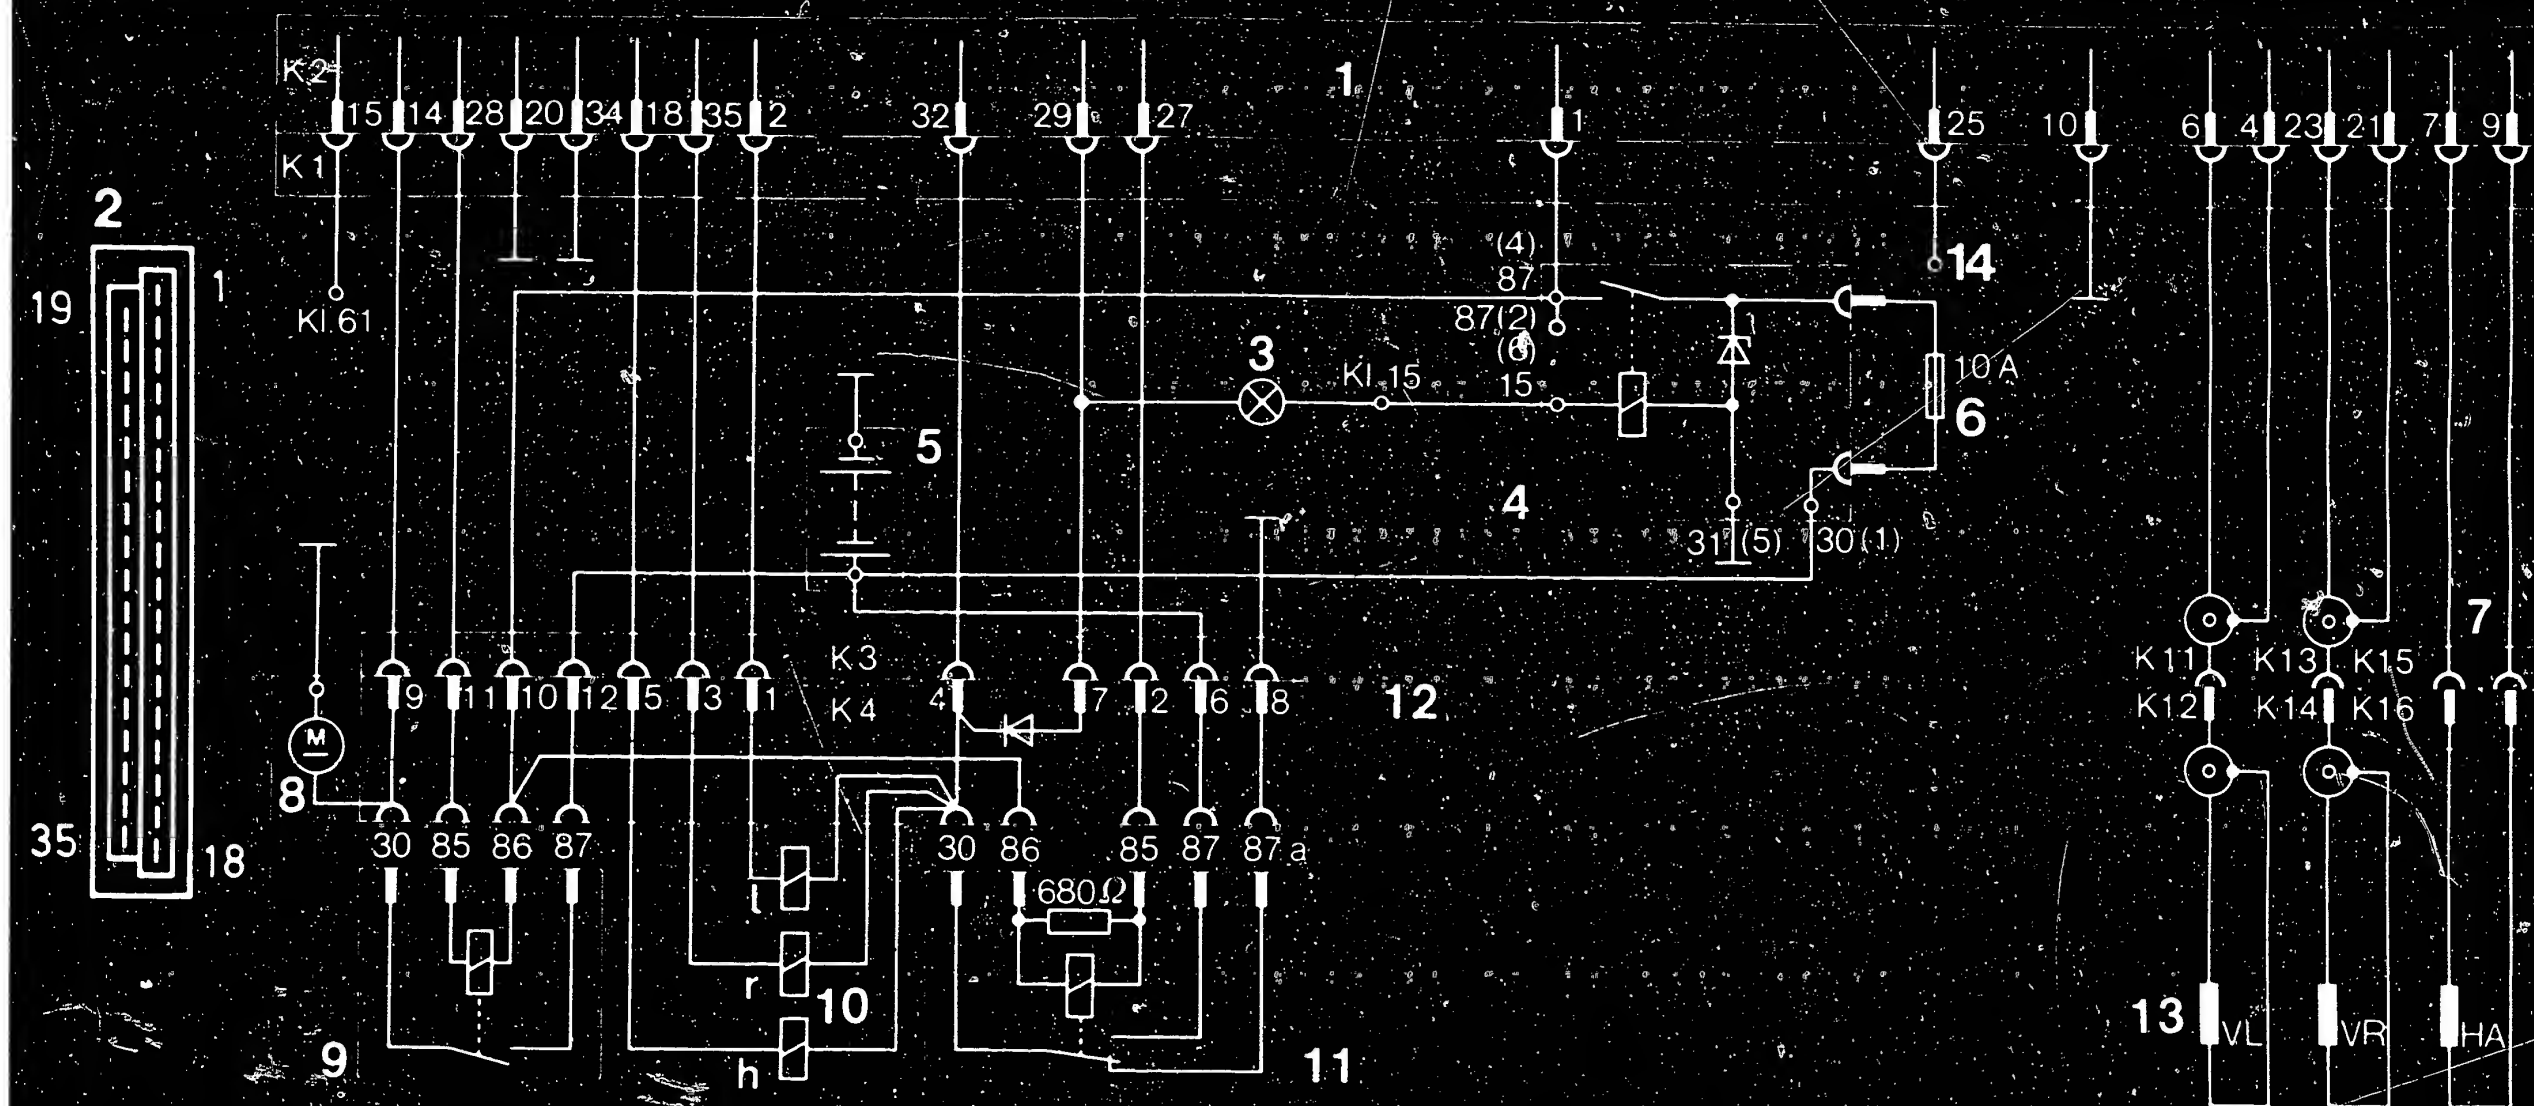 1
K2
15 14 28 20 34 18 35 2 32 29 27 1 25 10 6 4 23 21 7 9
K1
2
19 1
(4)
14
87
Kl.61
87(2)
(6)
3
Kl.15
15
10A
6
5
4
31 (5) 30(1)
7
K3
K11 K13 K15
9 11 10 12 5 3 1 4 7 2 6 8
12
K4
K12 K14 K16
M
8
35 18
30 85 86 87
30 86 85 87 87a
l
680Ω
r
10
13
VL VR HA
9
h
11